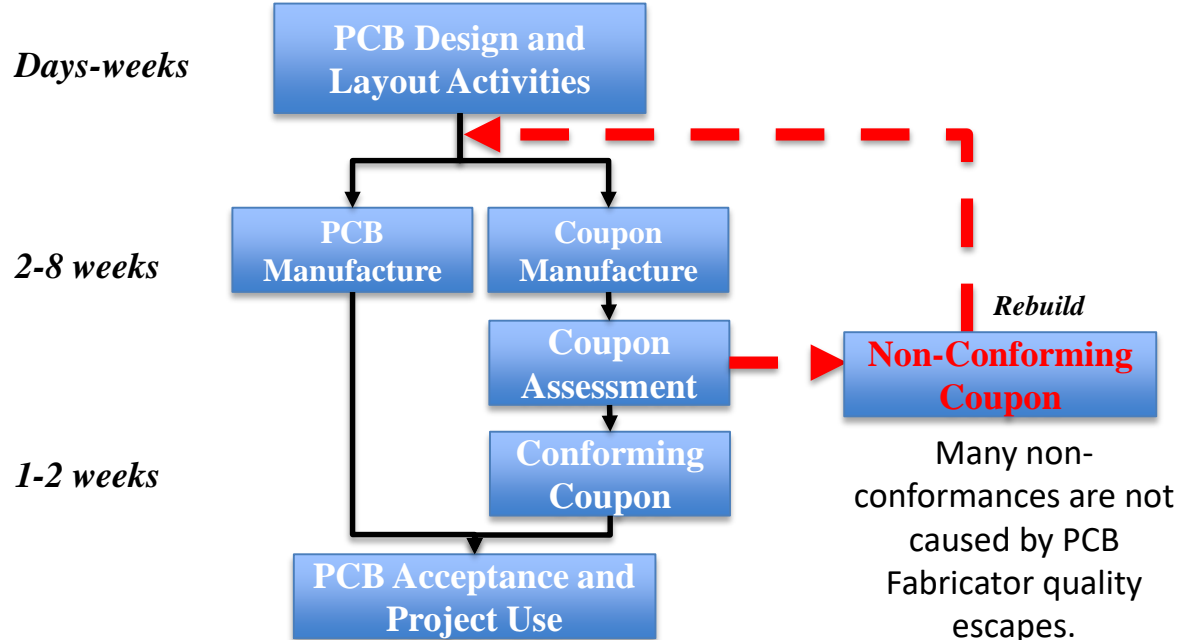 Days-weeks
PCB Design and
Layout Activities
2-8 weeks
PCB
Manufacture
Coupon
Manufacture
Rebuild
Coupon
Assessment
Non-Conforming
Coupon
1-2 weeks
Conforming
Coupon
Many non-
conformances are not
caused by PCB
Fabricator quality
escapes.
PCB Acceptance and
Project Use